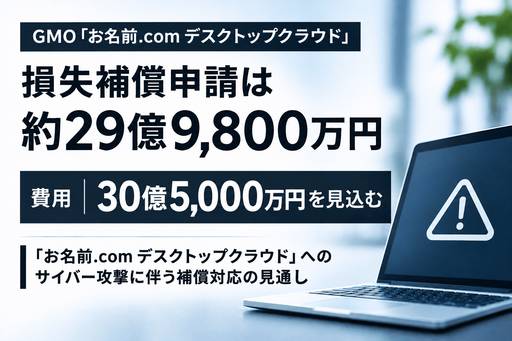 GMO「お名前.com デスクトップクラウド」
損失補償申請は
約29億9,800万円
費用 30億5,000万円を見込む
「お名前.com デスクトップクラウド」への
サイバー攻撃に伴う補償対応の見通し